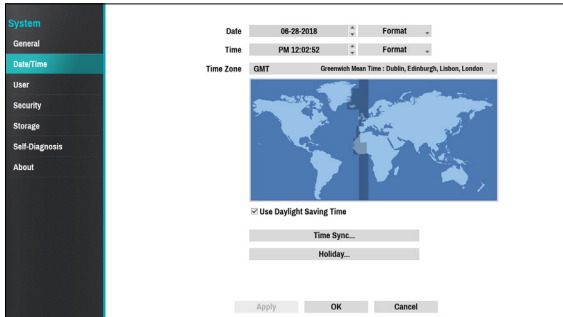 System
General
Date/Time
User
Security
Storage
Self-Diagnosis
About
Date 06-28-2018 Format
Time PM 12:02:52 Format
Time Zone GMT Greenwich Mean Time : Dublin, Edinburgh, Lisbon, London
Use Daylight Saving Time
Time Sync...
Holiday...
Apply OK Cancel